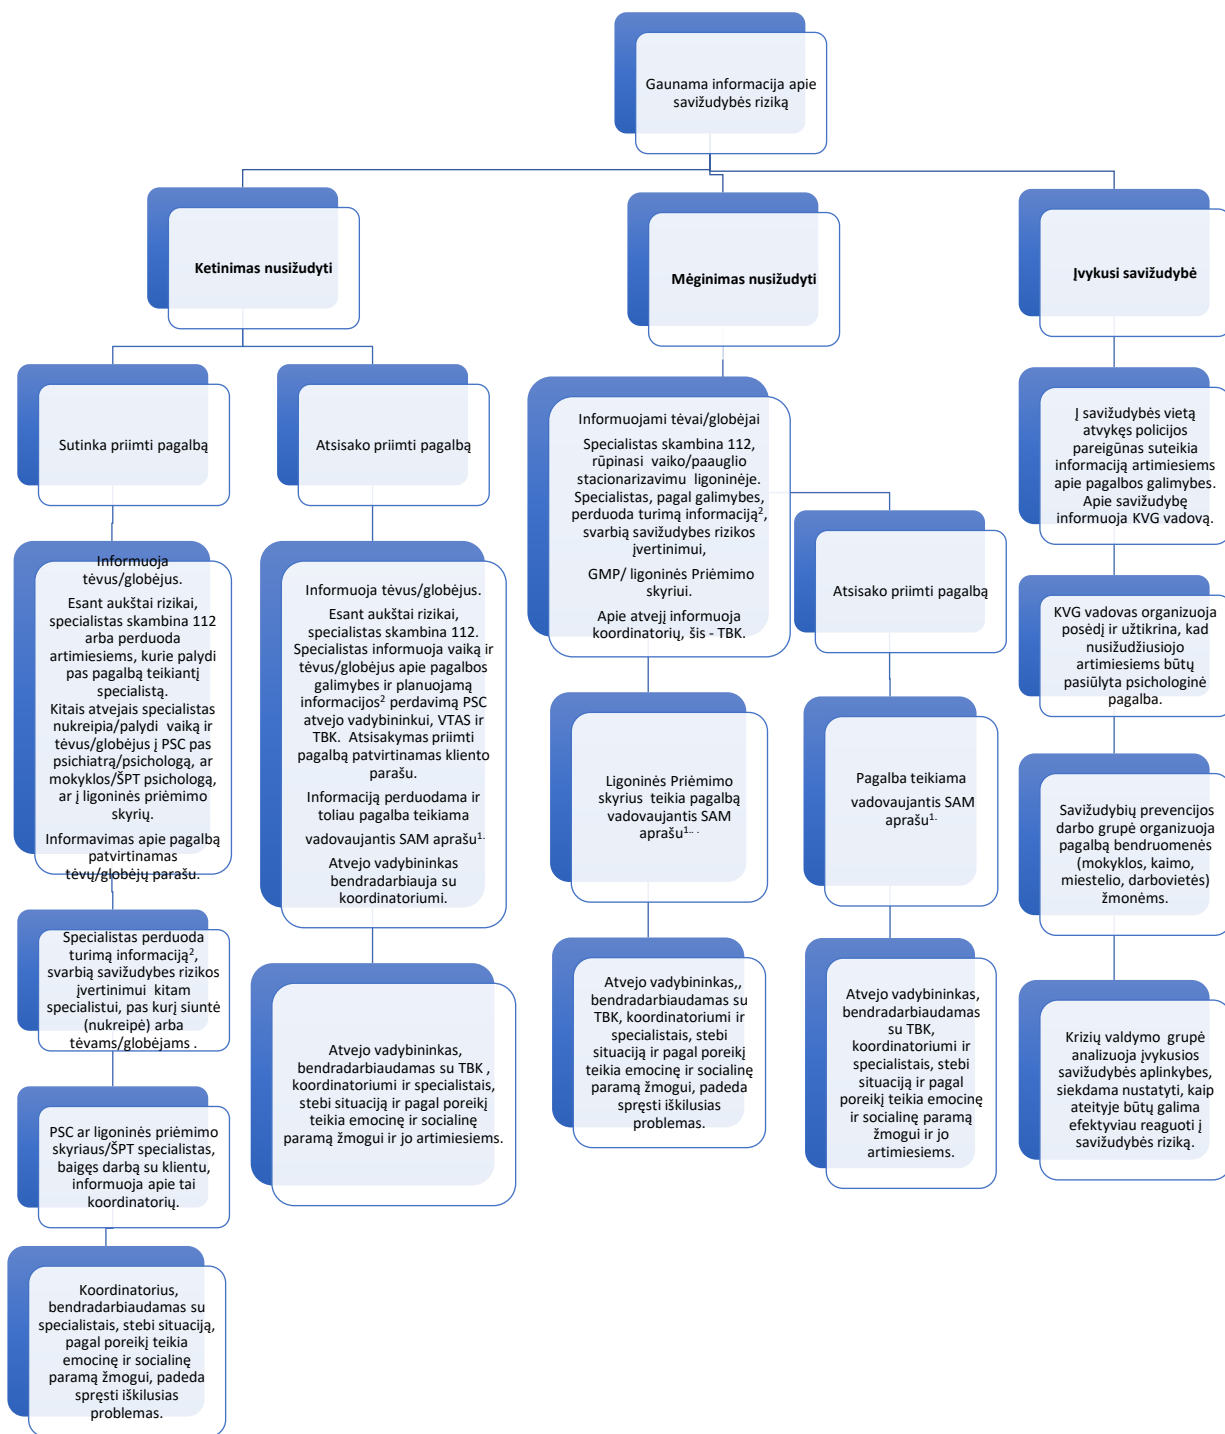 Gaunama informacija apie
savižudybės riziką
Ketinimas nusižudyti
Mėginimas nusižudyti
Įvykusi savižudybė
Sutinka priimti pagalbą
Informuoja
tėvus/globėjus.
Esant aukštai rizikai,
specialistas skambina 112
arba perduoda
artimiesiems, kurie palydi
pas pagalbą teikiantį
specialistą.
Kitais atvejais specialistas
nukreipia/palydi vaiką ir
tėvus/globėjus į PSC pas
psichiatrą/psichologą, ar
mokyklos/ŠPT psichologą,
ar į ligoninės priėmimo
skyrių.
Informavimas apie pagalbą
patvirtinamas
tėvų/globėjų parašu.
Specialistas perduoda
turimą informaciją²,
svarbią savižudybes rizikos
įvertinimui kitam
specialistui, pas kurį siuntė
(nukreipė) arba
tėvams/globėjams .
PSC ar ligoninės priėmimo
skyriaus/ŠPT specialistas,
baigęs darbą su klientu,
informuoja apie tai
koordinatorių.
Koordinatorius,
bendradarbiaudamas su
specialistais, stebi situaciją,
pagal poreikį teikia
emocinę ir socialinę
paramą žmogui, padeda
spręsti iškilusias
problemas.
Atsisako priimti pagalbą
Informuoja tėvus/globėjus.
Esant aukštai rizikai,
specialistas skambina 112.
Specialistas informuoja vaiką ir
tėvus/globėjus apie pagalbos
galimybes ir planuojamą
informacijos² perdavimą PSC
atvejo vadybininkui, VTAS ir
TBK. Atsisakymas priimti
pagalbą patvirtinamas kliento
parašu.
Informaciją perduodama ir
toliau pagalba teikiama
vadovaujantis SAM aprašu¹.
Atvejo vadybininkas
bendradarbiauja su
koordinatoriumi.
Atvejo vadybininkas,
bendradarbiaudamas su TBK ,
koordinatoriumi ir specialistais,
stebi situaciją ir pagal poreikį
teikia emocinę ir socialinę
paramą žmogui ir jo artimiesiems.
Informuojami tėvai/globėjai
Specialistas skambina 112,
rūpinasi vaiko/paauglio
stacionarizavimu ligoninėje.
Specialistas, pagal galimybes,
perduoda turimą informaciją²,
svarbią savižudybes rizikos
įvertinimui,
GMP/ ligoninės Priėmimo
skyriui.
Apie atvejį informuoja
koordinatorių, šis - TBK.
Ligoninės Priėmimo
skyrius teikia pagalbą
vadovaujantis SAM
aprašu¹.. .
Atvejo vadybininkas,,
bendradarbiaudamas su
TBK, koordinatoriumi ir
specialistais, stebi
situaciją ir pagal poreikį
teikia emocinę ir socialinę
paramą žmogui, padeda
spręsti iškilusias
problemas.
Atsisako priimti pagalbą
Pagalba teikiama
vadovaujantis SAM
aprašu¹.
Atvejo vadybininkas,
bendradarbiaudamas
su TBK,
koordinatoriumi ir
specialistais, stebi
situaciją ir pagal
poreikį teikia emocinę
ir socialinę paramą
žmogui ir jo
artimiesiems.
Į savižudybės vietą
atvykęs policijos
pareigūnas suteikia
informaciją artimiesiems
apie pagalbos galimybes.
Apie savižudybę
informuoja KVG vadovą.
KVG vadovas organizuoja
posėdį ir užtikrina, kad
nusižudžiusiojo
artimiesiems būtų
pasiūlyta psichologinė
pagalba.
Savižudybių prevencijos
darbo grupė organizuoja
pagalbą bendruomenės
(mokyklos, kaimo,
miestelio, darbovietės)
žmonėms.
Krizių valdymo grupė
analizuoja įvykusios
savižudybė aplinkybes,
siekdama nustatyti, kaip
ateityje būtų galima
efektyviau reaguoti į
savižudybės riziką.